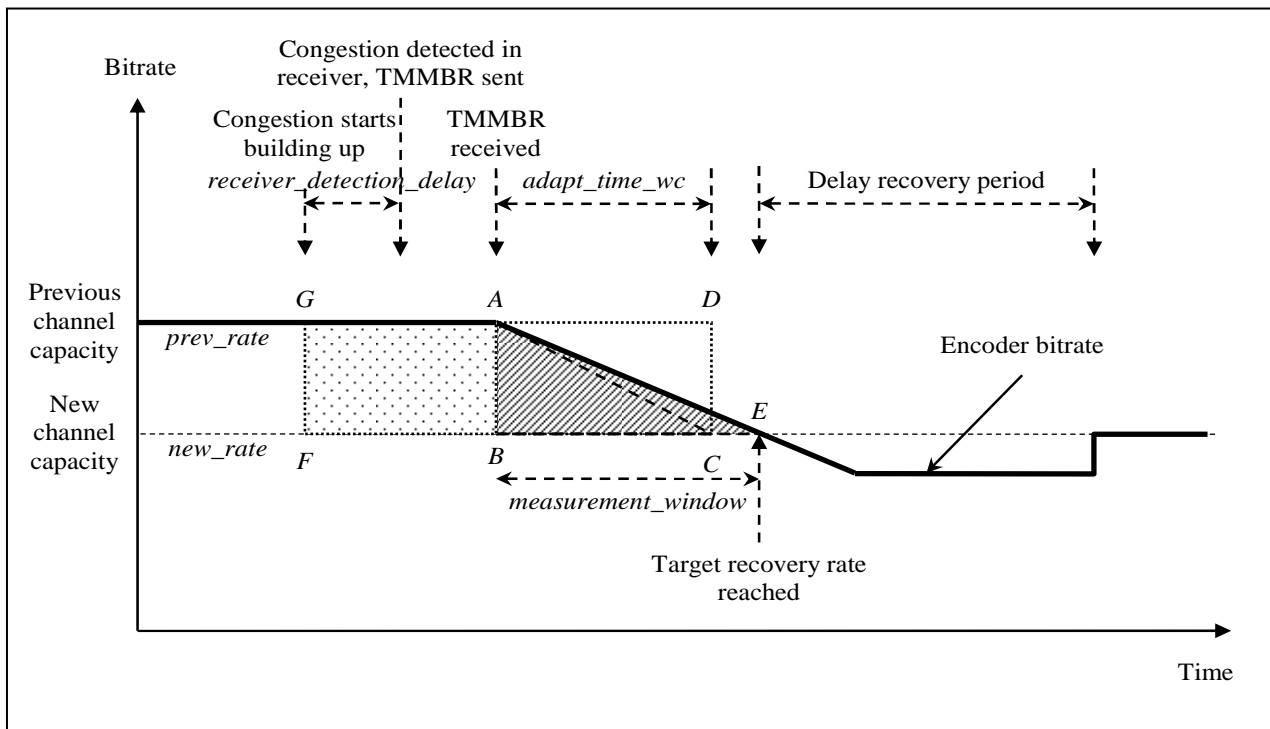 Congestion detected in
receiver, TMMBR sent
Bitrate
Congestion starts
building up
receiver_detection_delay
TMMBR
received
adapt_time_wc
Delay recovery period
Previous
channel
capacity
G
A
D
prev_rate
Encoder bitrate
New
channel
capacity
E
new_rate
F
B
C
measurement_window
Target recovery rate
reached
Time